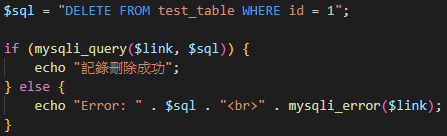 $sql = "DELETE FROM test_table WHERE id = 1";
if (mysqli_query($link, $sql)) {
    echo "記錄刪除成功";
} else {
    echo "Error: " . $sql . "<br>" . mysqli_error($link);
}